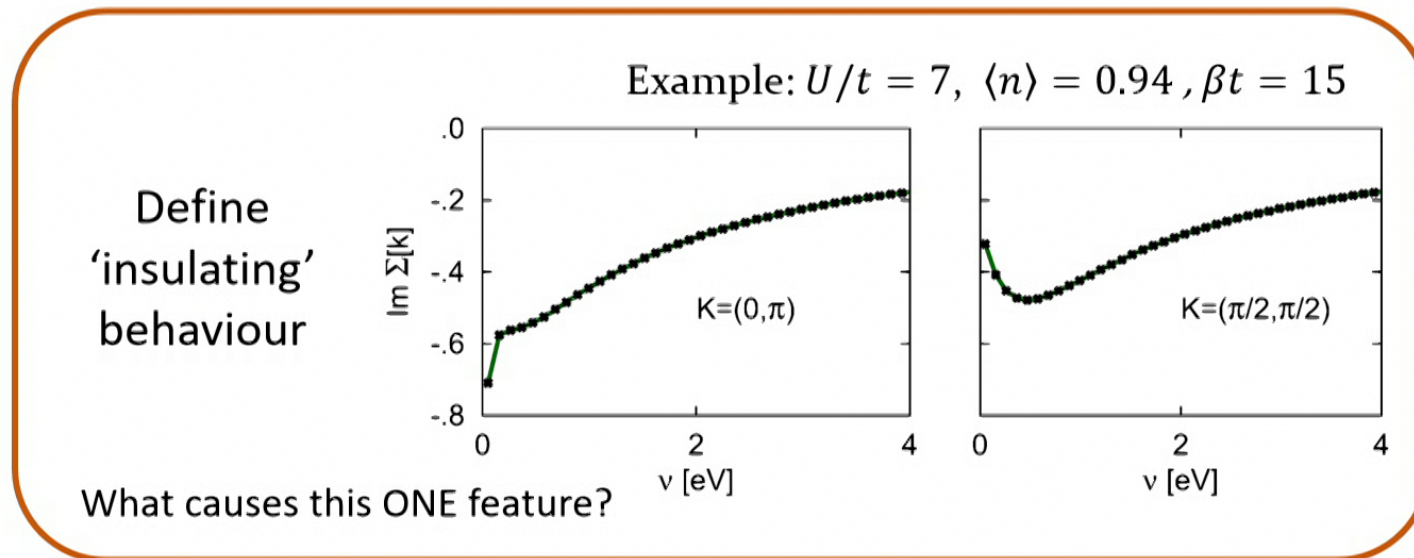 Example: U/t = 7, ⟨n⟩ = 0.94 , βt = 15
Define
‘insulating’
behaviour
Im Σ[k]
.0
-.2
-.4
-.6
-.8
K=(0,π)
0 2 4
ν [eV]
K=(π/2,π/2)
0 2 4
ν [eV]
What causes this ONE feature?